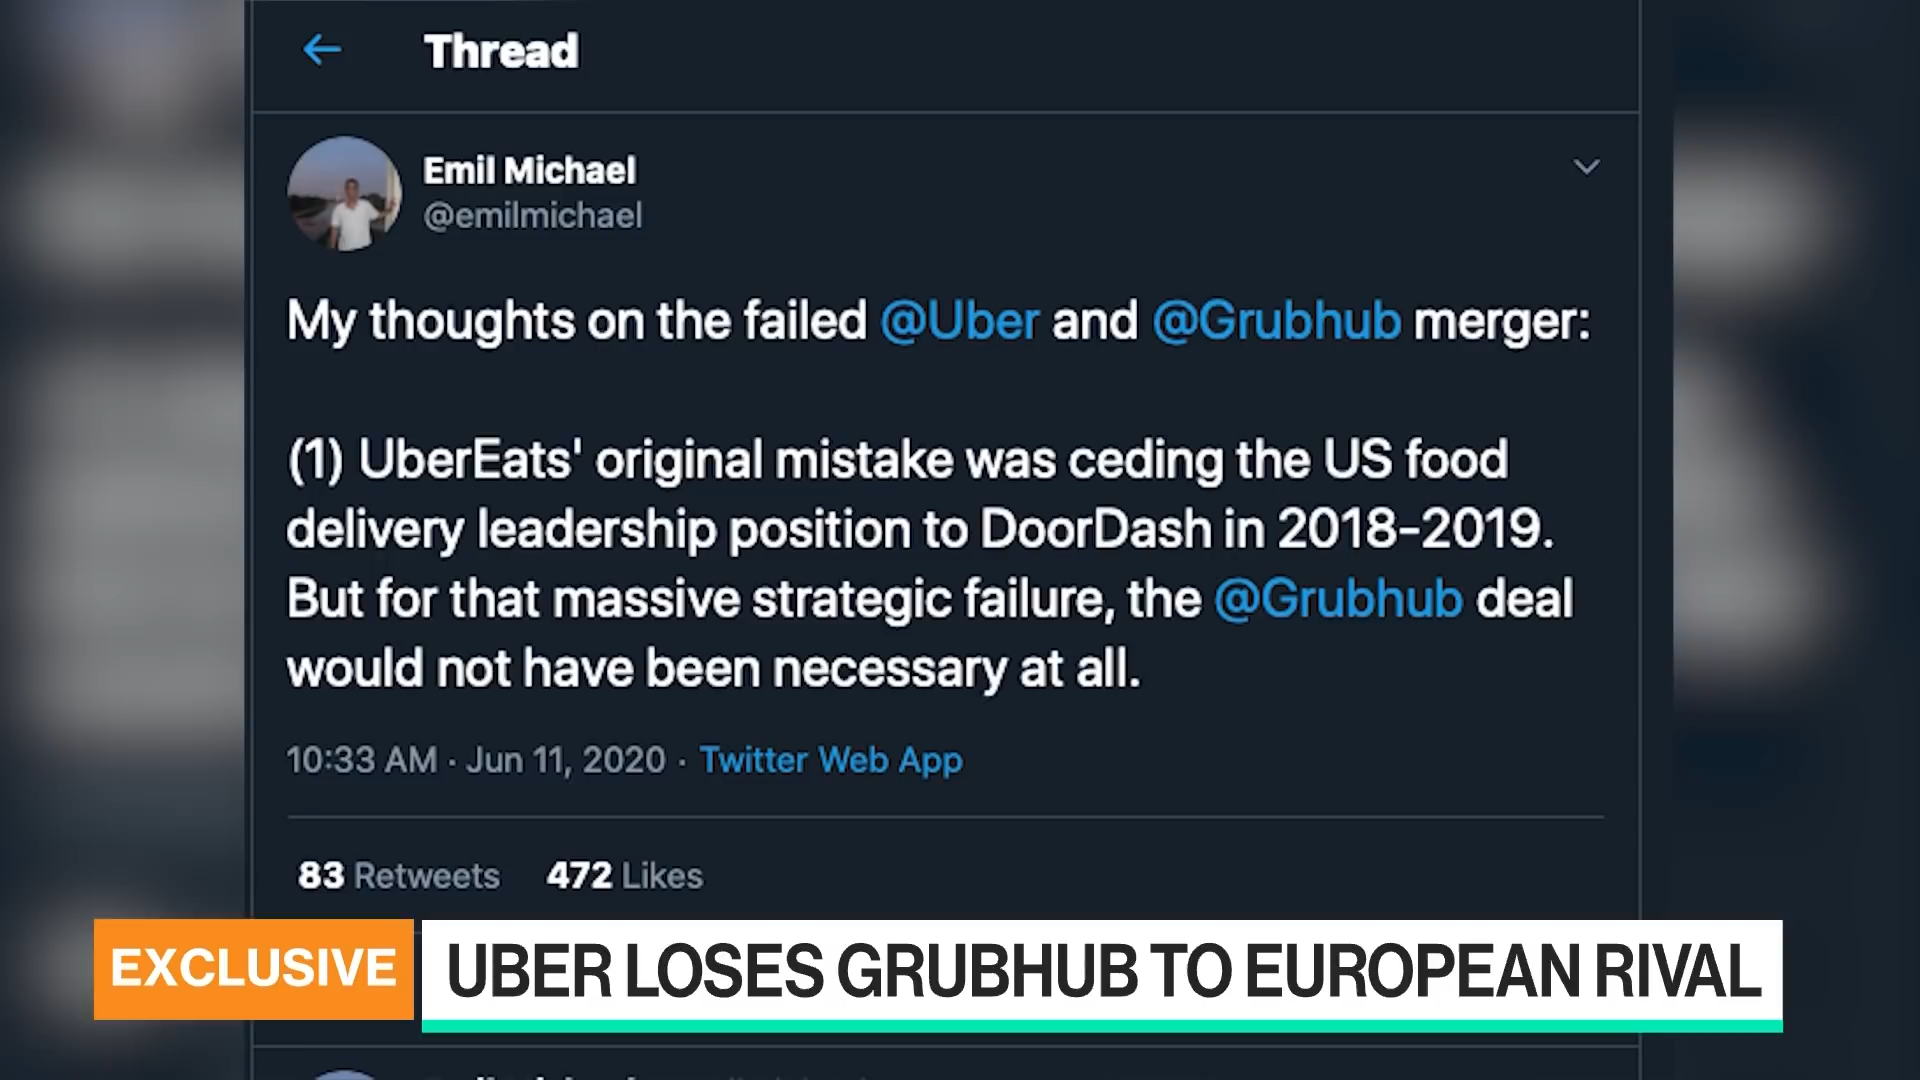 Thread
Emil Michael
@emilmichael
My thoughts on the failed @Uber and @Grubhub merger:
(1) UberEats' original mistake was ceding the US food
delivery leadership position to DoorDash in 2018-2019.
But for that massive strategic failure, the @Grubhub deal
would not have been necessary at all.
10:33 AM · Jun 11, 2020 · Twitter Web App
83 Retweets 472 Likes
EXCLUSIVE
UBER LOSES GRUBHUB TO EUROPEAN RIVAL